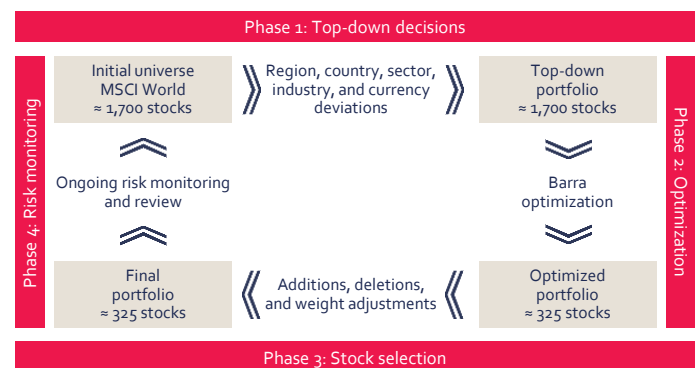 Phase 1: Top-down decisions
Initial universe
MSCI World
≈ 1,700 stocks
Region, country, sector,
industry, and currency
deviations
Top-down
portfolio
≈ 1,700 stocks
Phase 2: Optimization
Barra
optimization
Optimized
portfolio
≈ 325 stocks
Phase 3: Stock selection
Additions, deletions,
and weight adjustments
Final
portfolio
≈ 325 stocks
Phase 4: Risk monitoring
Ongoing risk monitoring
and review